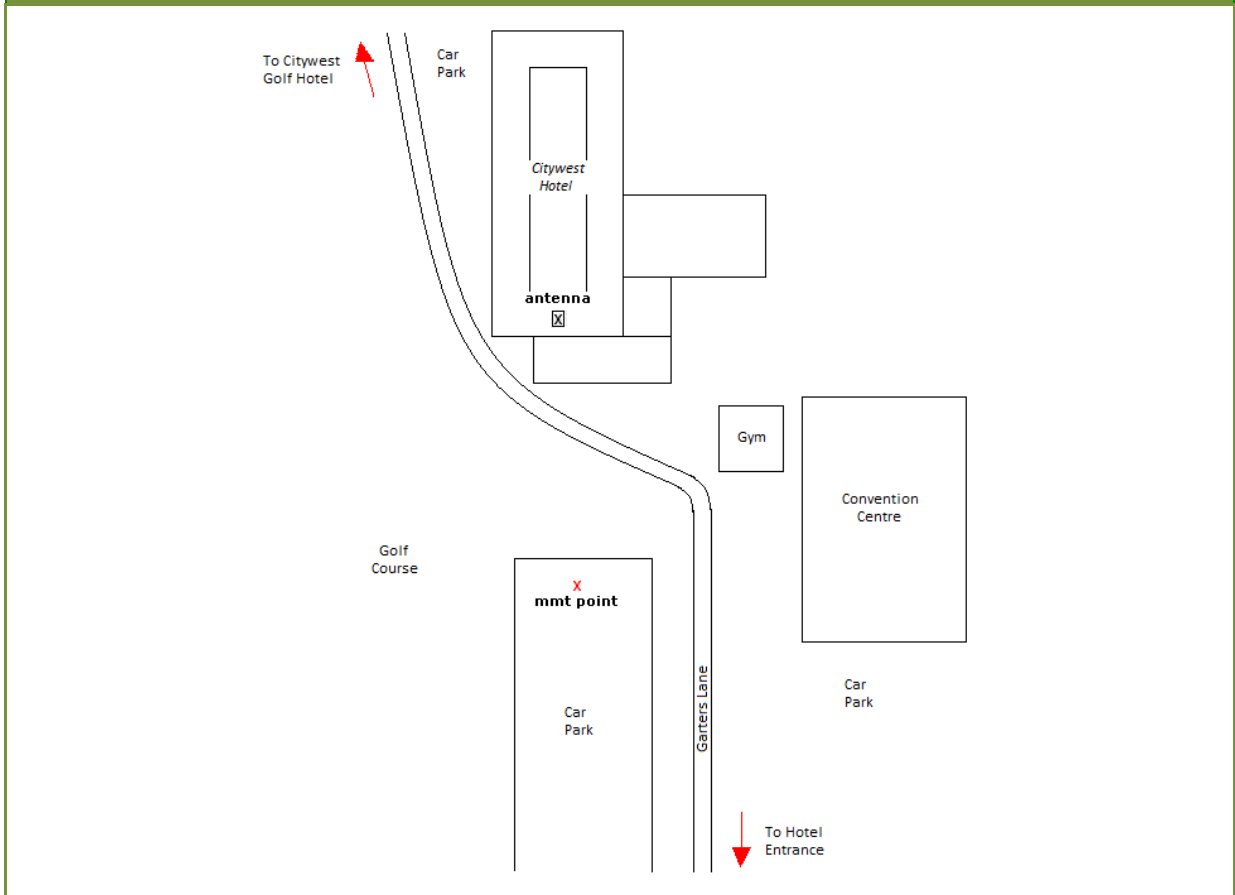 To Citywest
Golf Hotel
Car
Park
Citywest
Hotel
antenna
X
Gym
Convention
Centre
Golf
Course
X
mmt point
Car
Park
Garters Lane
Car
Park
To Hotel
Entrance